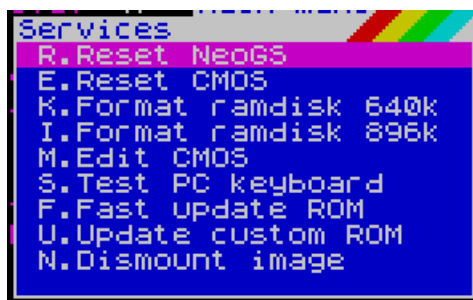 Services
R.Reset NeoGS
E.Reset CMOS
K.Format ramdisk 640k
I.Format ramdisk 896k
M.Edit CMOS
S.Test PC keyboard
F.Fast update ROM
U.Update custom ROM
N.Dismount image